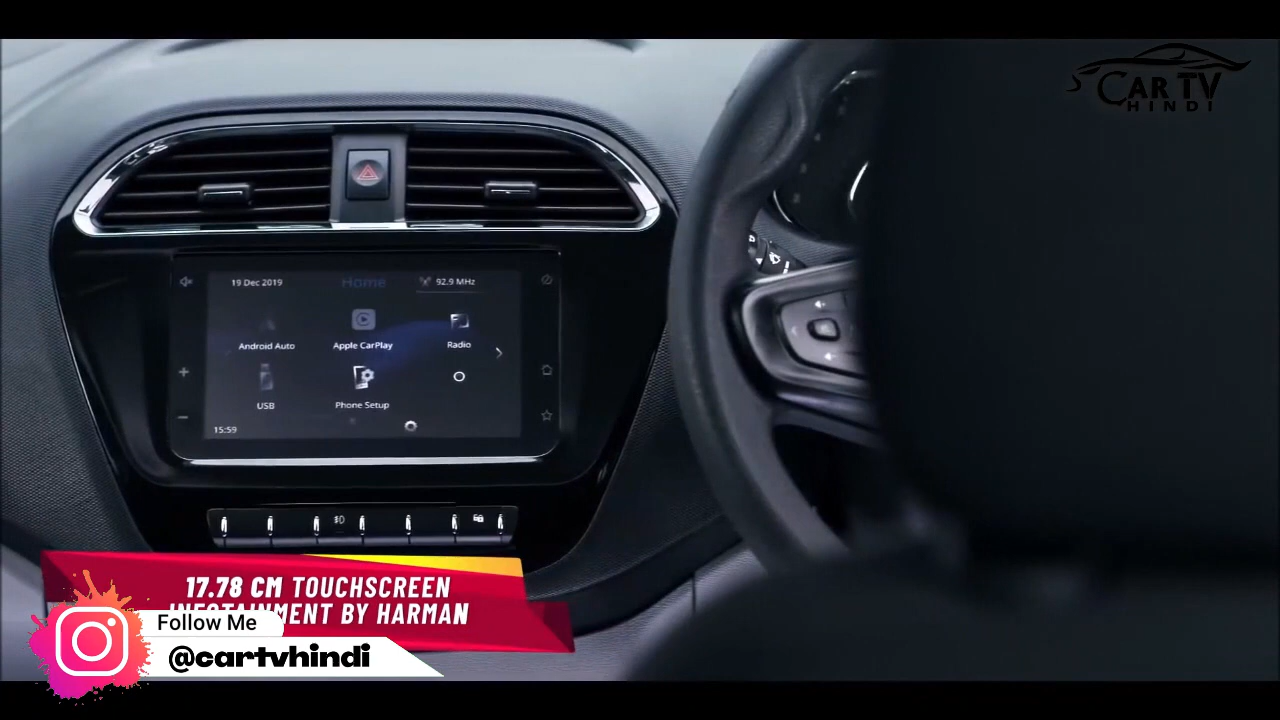 CAR TV
HINDI
19 Dec 2019
Home
92.9 MHz
Android Auto
Apple CarPlay
Radio
USB
Phone Setup
15:59
17.78 CM TOUCHSCREEN
INFOTAINMENT BY HARMAN
Follow Me
@cartvhindi